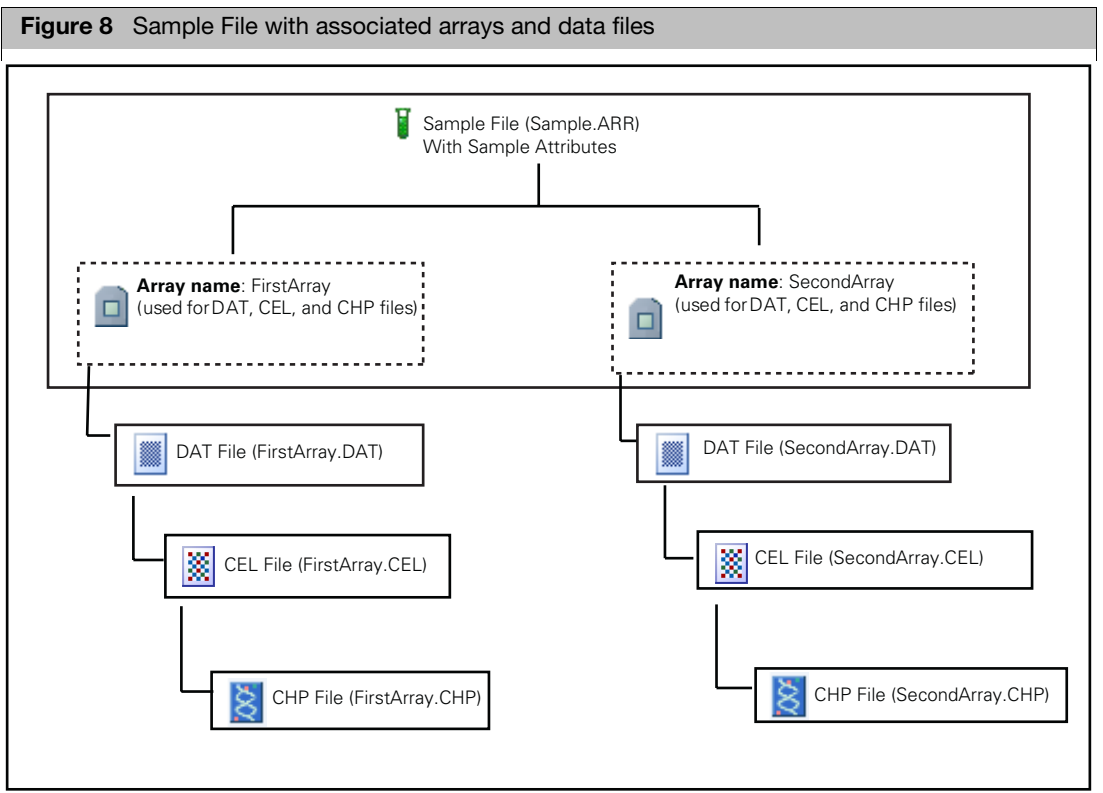 Figure 8 Sample File with associated arrays and data files
Sample File (Sample.ARR)
With Sample Attributes
Array name: FirstArray
(used for DAT, CEL, and CHP files)
Array name: SecondArray
(used for DAT, CEL, and CHP files)
DAT File (FirstArray.DAT)
DAT File (SecondArray.DAT)
CEL File (FirstArray.CEL)
CEL File (SecondArray.CEL)
CHP File (FirstArray.CHP)
CHP File (SecondArray.CHP)